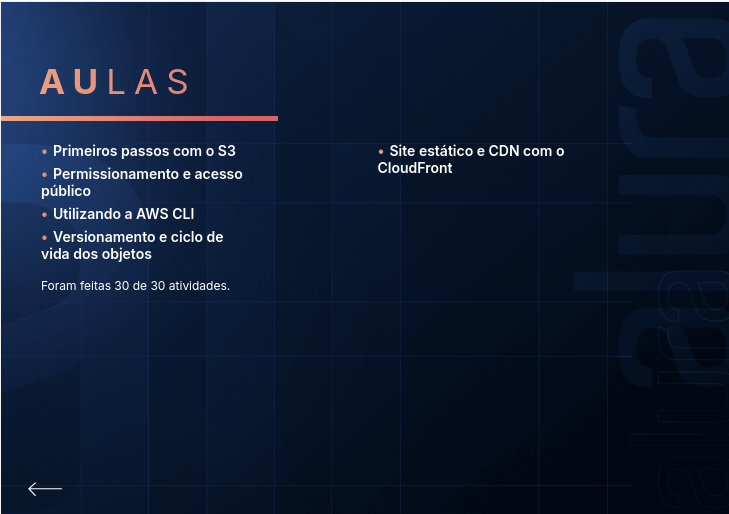 AULAS
• Primeiros passos com o S3
• Permissionamento e acesso
público
• Utilizando a AWS CLI
• Versionamento e ciclo de
vida dos objetos
Foram feitas 30 de 30 atividades.
• Site estático e CDN com o
CloudFront
alura
alura